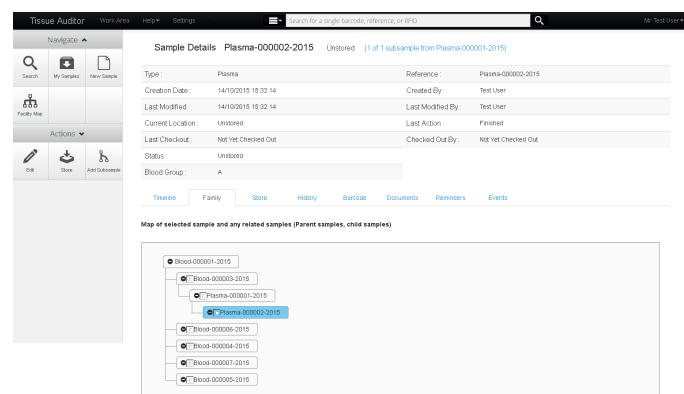 Tissue Auditor Work Area Help Settings Search for a single barcode, reference, or RFID Mr Test User
Navigate
Search My Samples New Sample
Facility Map
Actions
Edit Store Add Subsample
Sample Details Plasma-000002-2015 Unstored (1 of 1 subsample from Plasma-000001-2015)
Type : Plasma Reference : Plasma-000002-2015
Creation Date : 14/10/2015 15:32:14 Created By : Test User
Last Modified : 14/10/2015 15:32:14 Last Modified By : Test User
Current Location : Unstored Last Action : Finished
Last Checkout : Not Yet Checked Out Checked Out By : Not Yet Checked Out
Status : Unstored
Blood Group : A
Timeline Family Store History Barcode Documents Reminders Events
Map of selected sample and any related samples (Parent samples, child samples)
Blood-000001-2015
Blood-000003-2015
Plasma-000001-2015
Plasma-000002-2015
Blood-000006-2015
Blood-000004-2015
Blood-000007-2015
Blood-000005-2015